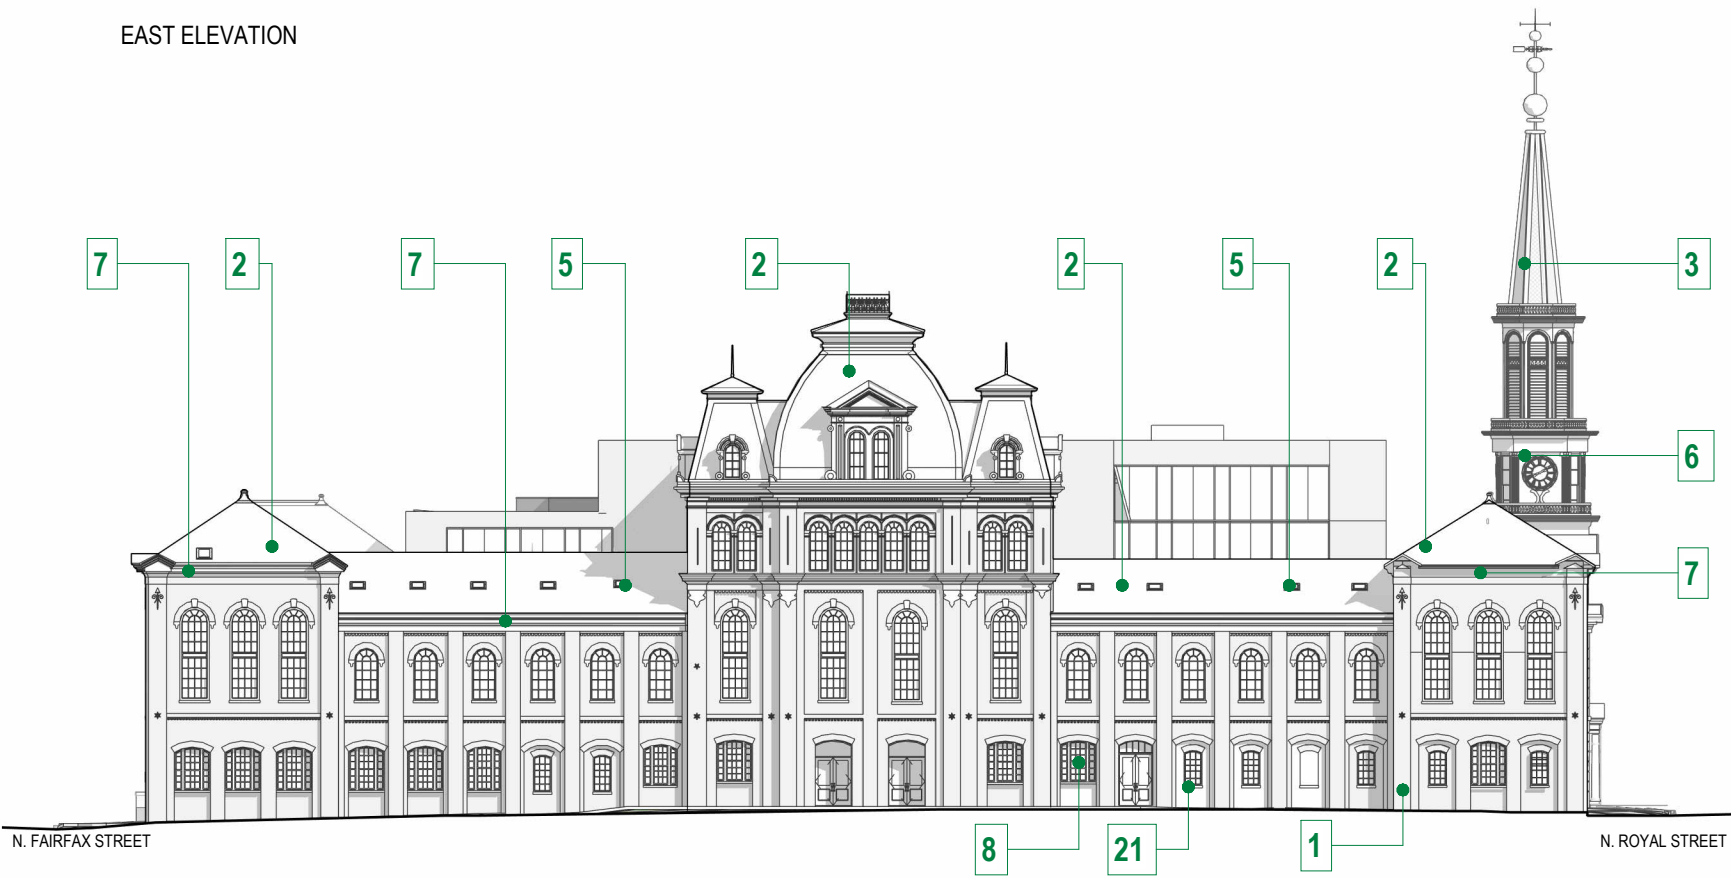 EAST ELEVATION
7 2 7 5 2 2 5 2 3
6
7
N. FAIRFAX STREET
8 21 1
N. ROYAL STREET